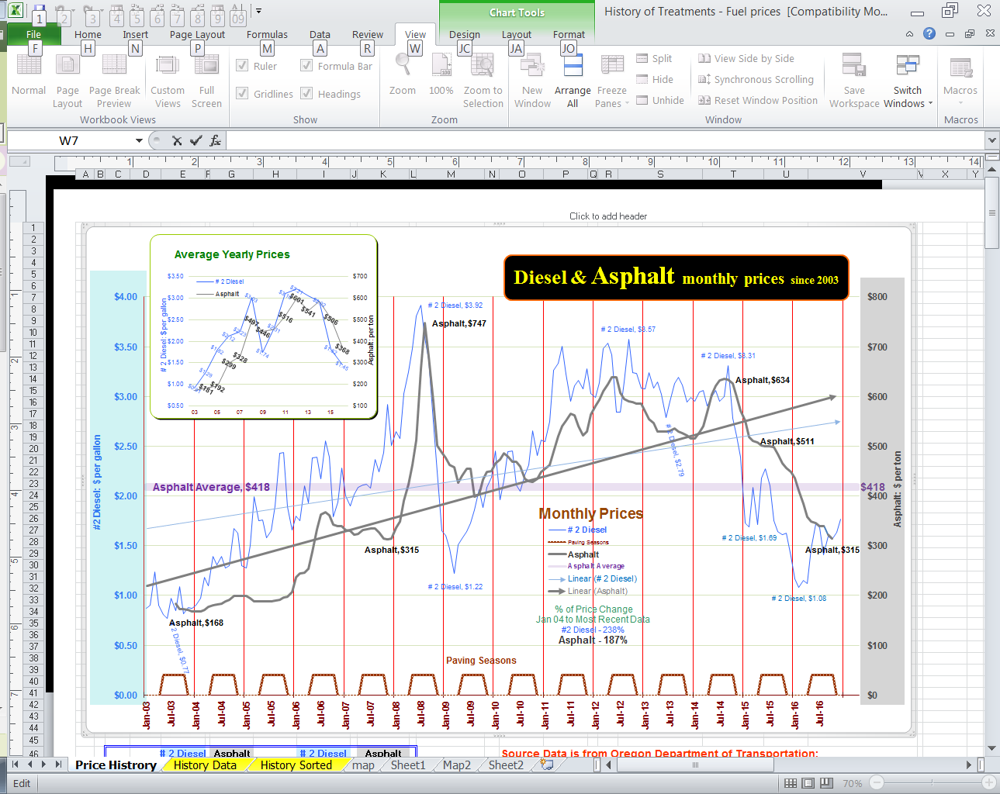 Chart Tools
History of Treatments - Fuel prices [Compatibility Mo...
1 2 3 4 5 6 7 8 9 09
File Home Insert Page Layout Formulas Data Review View Design Layout Format
F H N P M A R W JC JA JO
Normal
Page Layout
Page Break Preview
Custom Views
Full Screen
Workbook Views
Ruler
Formula Bar
Gridlines
Headings
Show
Zoom
100%
Zoom to Selection
Zoom
New Window
Arrange All
Freeze Panes
Split
Hide
Unhide
View Side by Side
Synchronous Scrolling
Reset Window Position
Window
Save Workspace
Switch Windows
Macros
Macros
W7
fx
1 2 3 4 5 6 7 8 9 10 11 12 13 14
A B C D E F G H I J K L M N O P Q R S T U V W X Y
Click to add header
1 2 3 4 5 6 7 8 9 10 11 12 13 14 15 16 17 18 19 20 21 22 23 24 25 26 27 28 29 30 31 32 33 34 35 36 37 38 39 40 41 42 43 44 45 46
Average Yearly Prices
$3.50 $3.00 $2.50 $2.00 $1.50 $1.00 $0.50
# 2 Diesel: $ per gallon
# 2 Diesel
Asphalt
$181 $192 $299 $328 $497 $446 $516 $601 $541 $506 $368
$700 $600 $500 $400 $300 $200 $100
Asphalt: per ton
03 05 07 09 11 13 15
Diesel & Asphalt monthly prices since 2003
$4.00 $3.50 $3.00 $2.50 $2.00 $1.50 $1.00 $0.50 $0.00
#2 Diesel: $ per gallon
# 2 Diesel, $3.92
Asphalt,$747
# 2 Diesel, $3.57
# 2 Diesel, $3.31
Asphalt,$634
Asphalt,$511
# 2 Diesel, $2.79
Asphalt Average, $418
$418
Monthly Prices
# 2 Diesel
Paving Seasons
Asphalt
Asphalt Average
Linear (# 2 Diesel)
Linear (Asphalt)
# 2 Diesel, $1.69
Asphalt,$315
Asphalt,$315
# 2 Diesel, $1.22
# 2 Diesel, $1.08
% of Price Change
Jan 04 to Most Recent Data
#2 Diesel - 238%
Asphalt - 187%
Asphalt,$168
# 2 Diesel, $0.77
Paving Seasons
$800 $700 $600 $500 $400 $300 $200 $100 $0
Asphalt: $ per ton
Jan-03 Jul-03 Jan-04 Jul-04 Jan-05 Jul-05 Jan-06 Jul-06 Jan-07 Jul-07 Jan-08 Jul-08 Jan-09 Jul-09 Jan-10 Jul-10 Jan-11 Jul-11 Jan-12 Jul-12 Jan-13 Jul-13 Jan-14 Jul-14 Jan-15 Jul-15 Jan-16 Jul-16
# 2 Diesel Asphalt # 2 Diesel Asphalt
Source Data is from Oregon Department of Transportation:
Price Histrory History Data History Sorted map Sheet1 Map2 Sheet2
Edit
70%